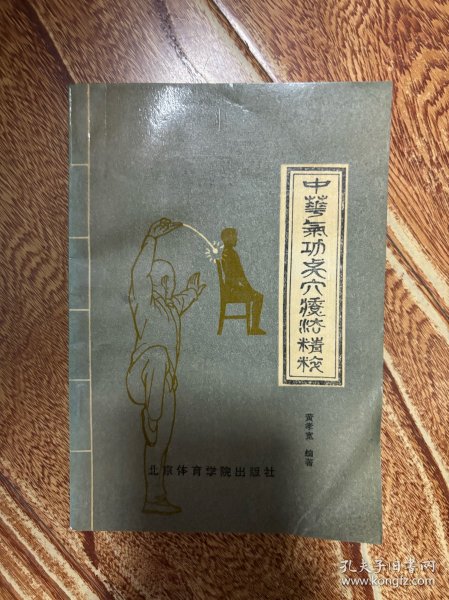 中华气功点穴疗法精粹
黄孝宽 编著
北京体育学院出版社
孔夫子旧书网
www.kongfz.com